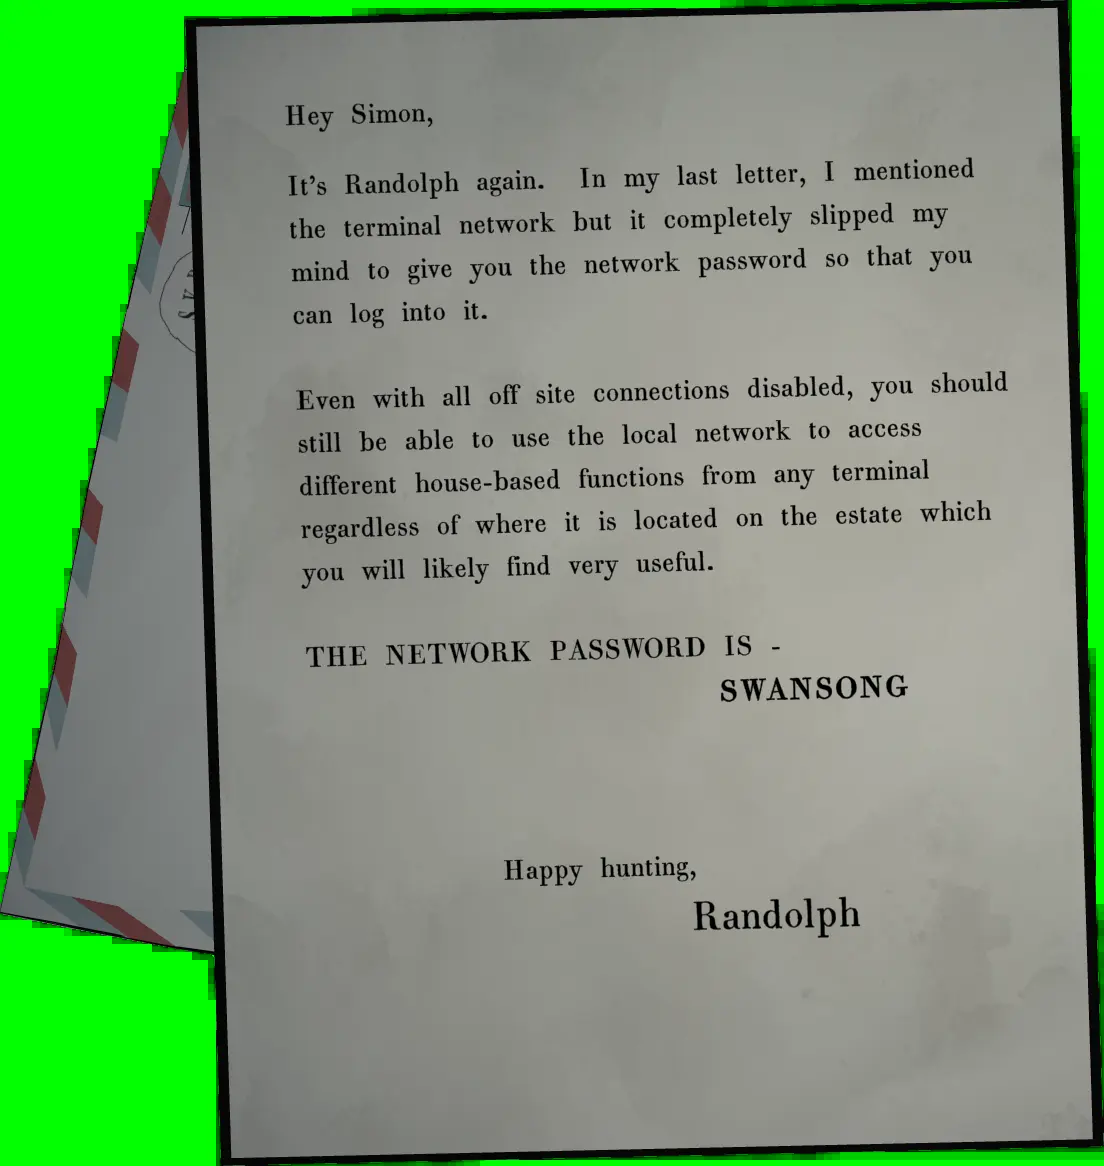 Hey Simon,
It's Randolph again. In my last letter, I mentioned
the terminal network but it completely slipped my
mind to give you the network password so that you
can log into it.
Even with all off site connections disabled, you should
still be able to use the local network to access
different house-based functions from any terminal
regardless of where it is located on the estate which
you will likely find very useful.
THE NETWORK PASSWORD IS -
SWANSONG
Happy hunting,
Randolph